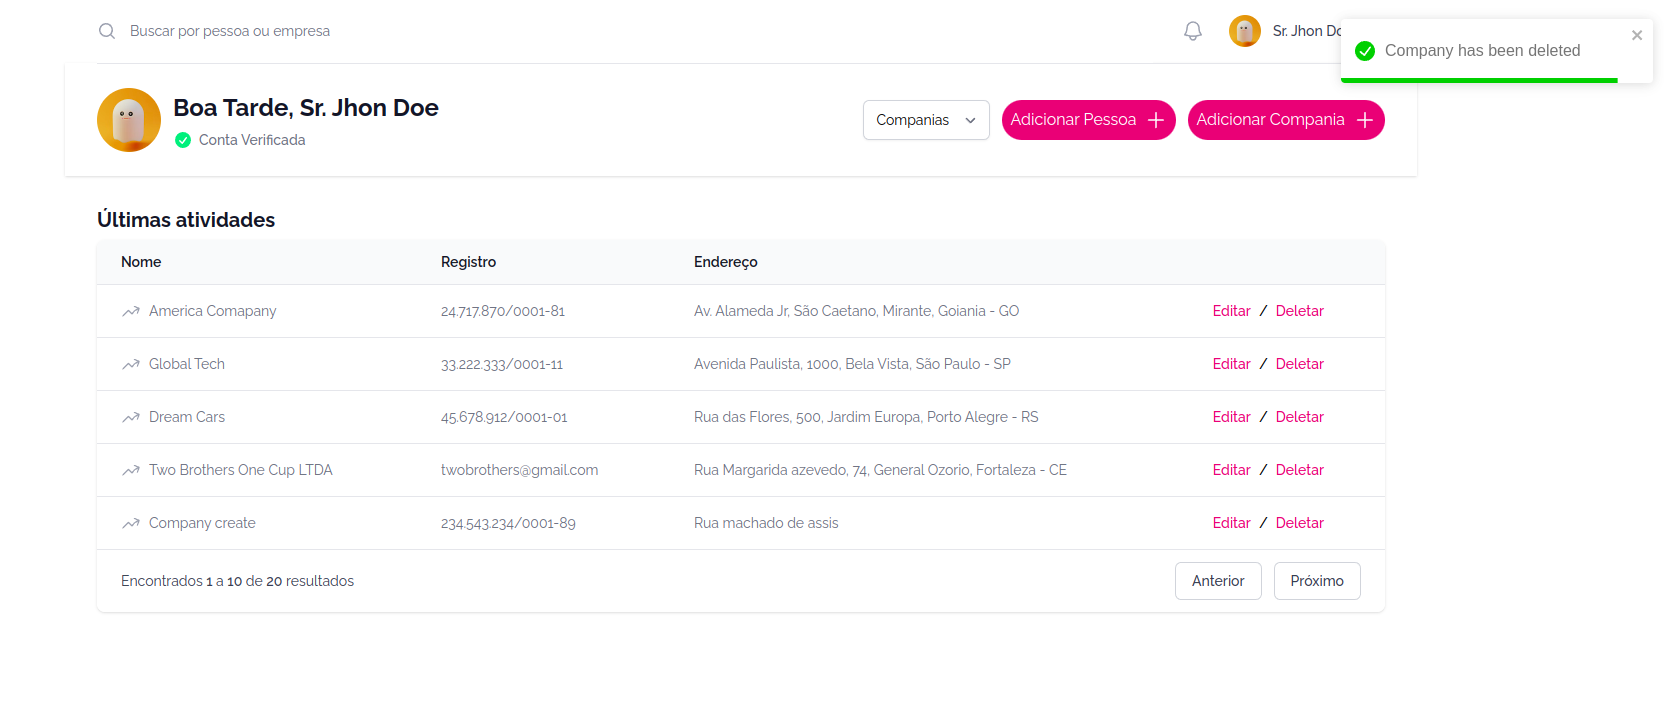 Buscar por pessoa ou empresa
Sr. Jhon
Company has been deleted
Boa Tarde, Sr. Jhon Doe
Conta Verificada
Companias
Adicionar Pessoa
Adicionar Compania
Últimas atividades
Nome Registro Endereço
America Comapany 24.717.870/0001-81 Av. Alameda Jr, São Caetano, Mirante, Goiania - GO Editar / Deletar
Global Tech 33.222.333/0001-11 Avenida Paulista, 1000, Bela Vista, São Paulo - SP Editar / Deletar
Dream Cars 45.678.912/0001-01 Rua das Flores, 500, Jardim Europa, Porto Alegre - RS Editar / Deletar
Two Brothers One Cup LTDA twobrothers@gmail.com Rua Margarida azevedo, 74, General Ozorio, Fortaleza - CE Editar / Deletar
Company create 234.543.234/0001-89 Rua machado de assis Editar / Deletar
Encontrados 1 a 10 de 20 resultados Anterior Próximo